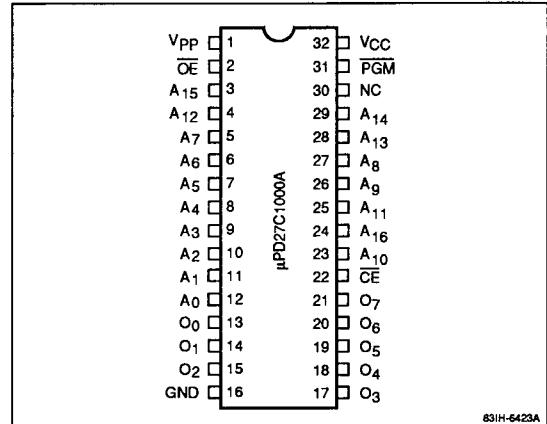 VPP 1 32 VCC
OE 2 31 PGM
A15 3 30 NC
A12 4 29 A14
A7 5 28 A13
A6 6 27 A8
A5 7 26 A9
A4 8 25 A11
A3 9 24 A16
A2 10 23 A10
A1 11 22 CE
A0 12 21 O7
O0 13 20 O6
O1 14 19 O5
O2 15 18 O4
GND 16 17 O3
µPD27C1000A
83IH-6423A